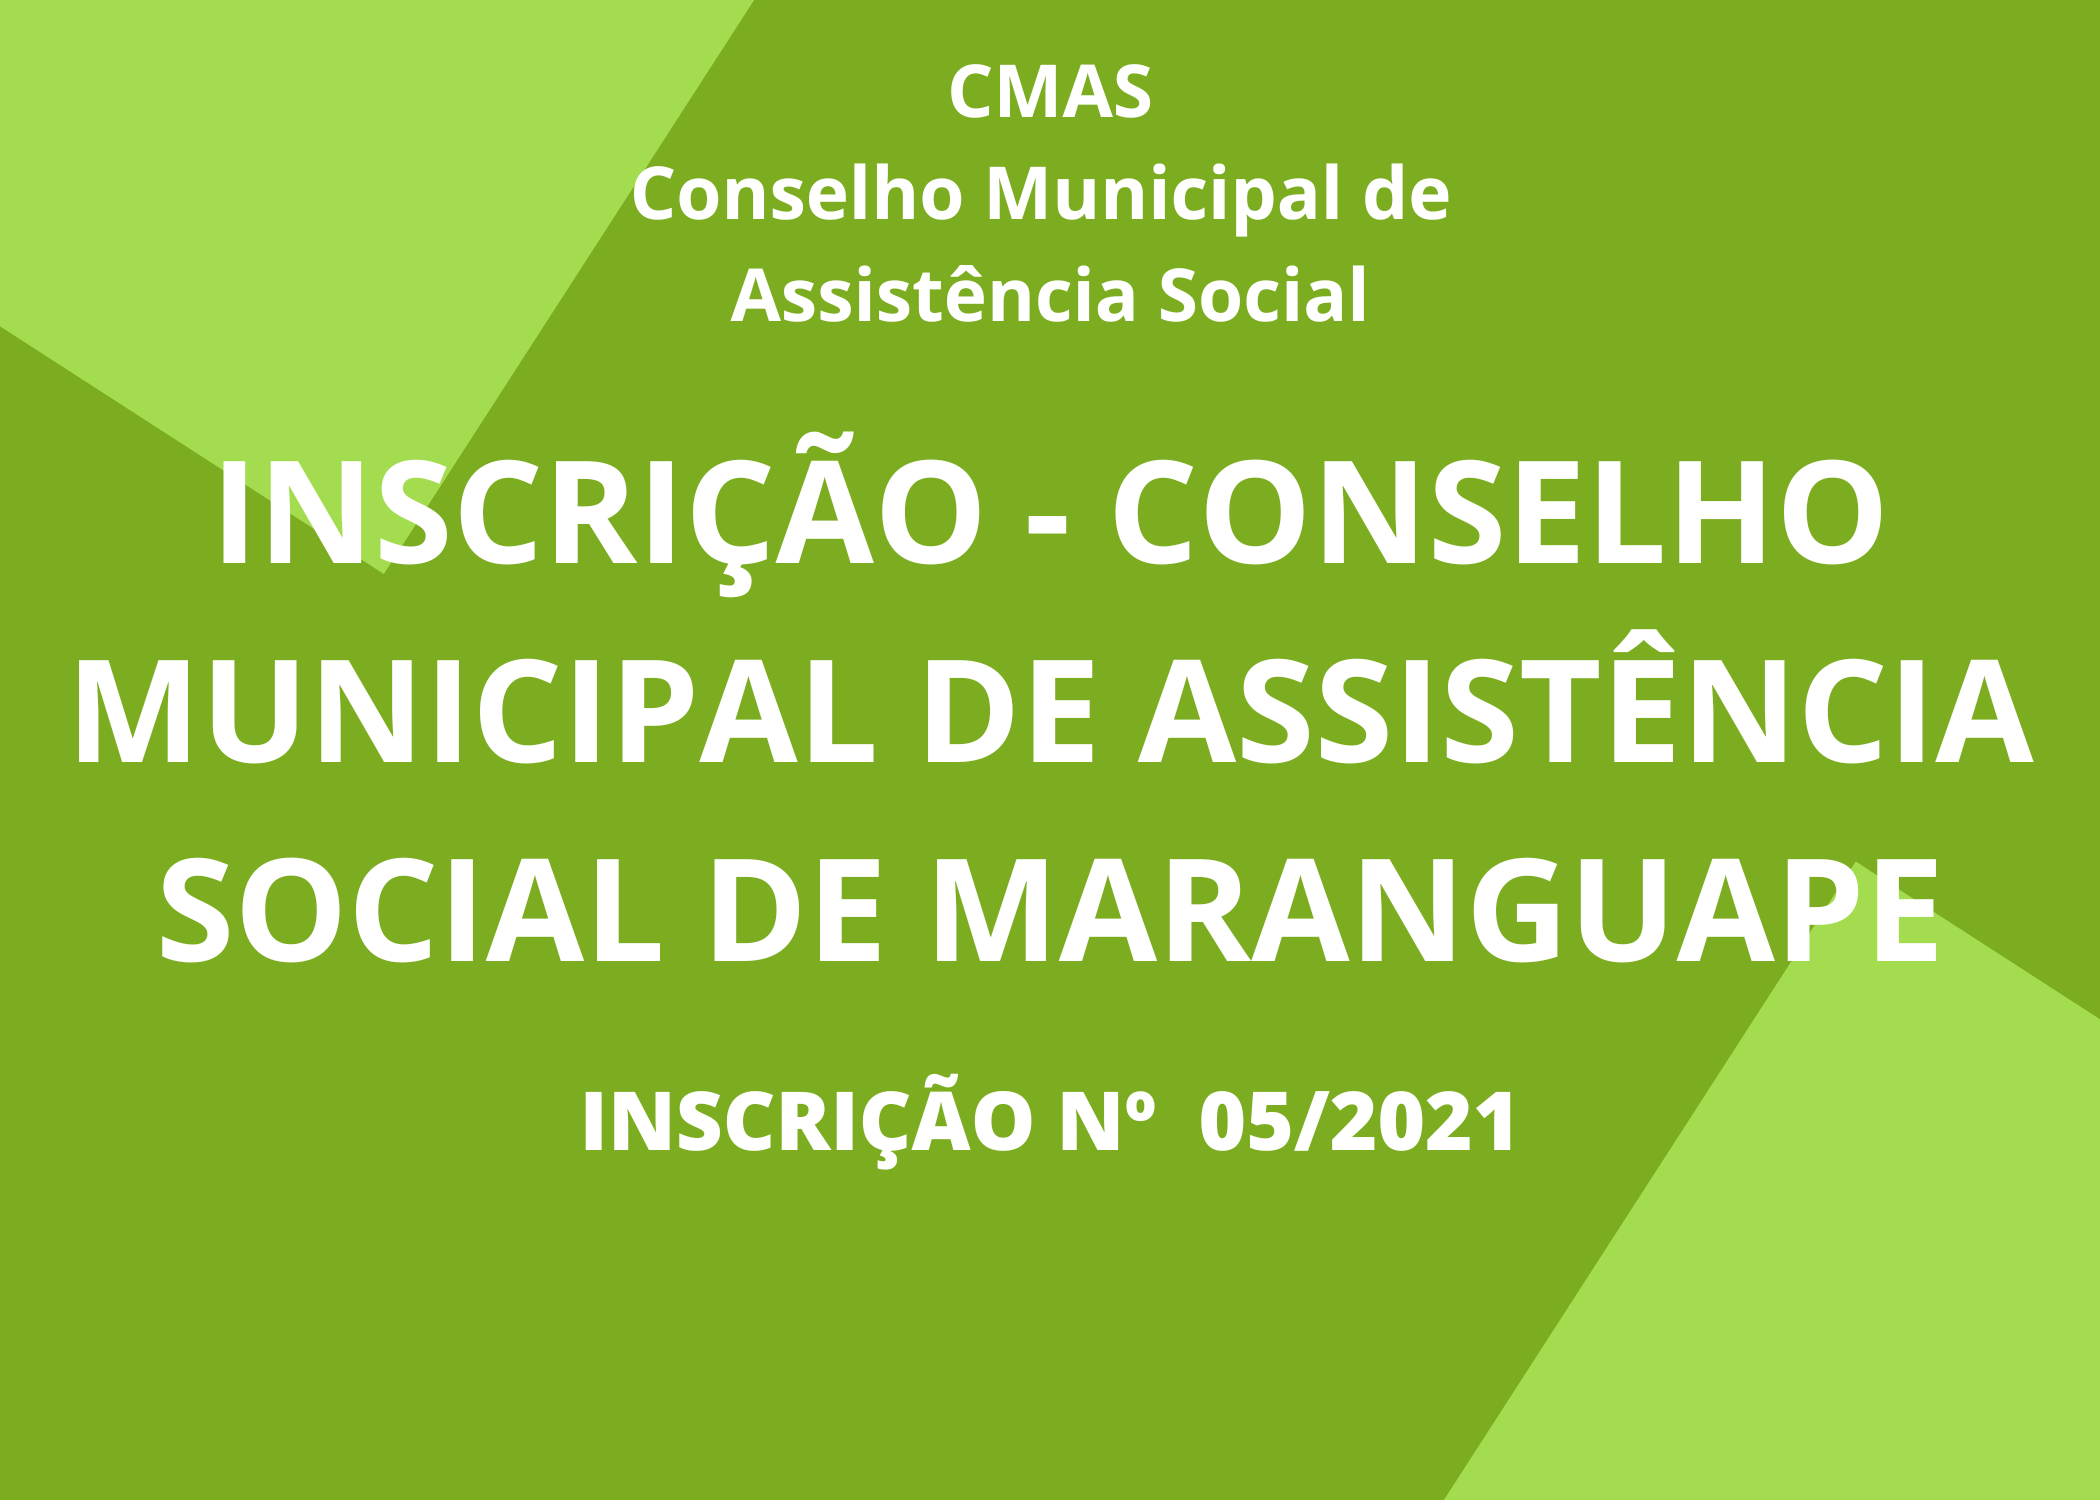 CMAS
Conselho Municipal de
Assistência Social
INSCRIÇÃO - CONSELHO
MUNICIPAL DE ASSISTÊNCIA
SOCIAL DE MARANGUAPE
INSCRIÇÃO Nº 05/2021